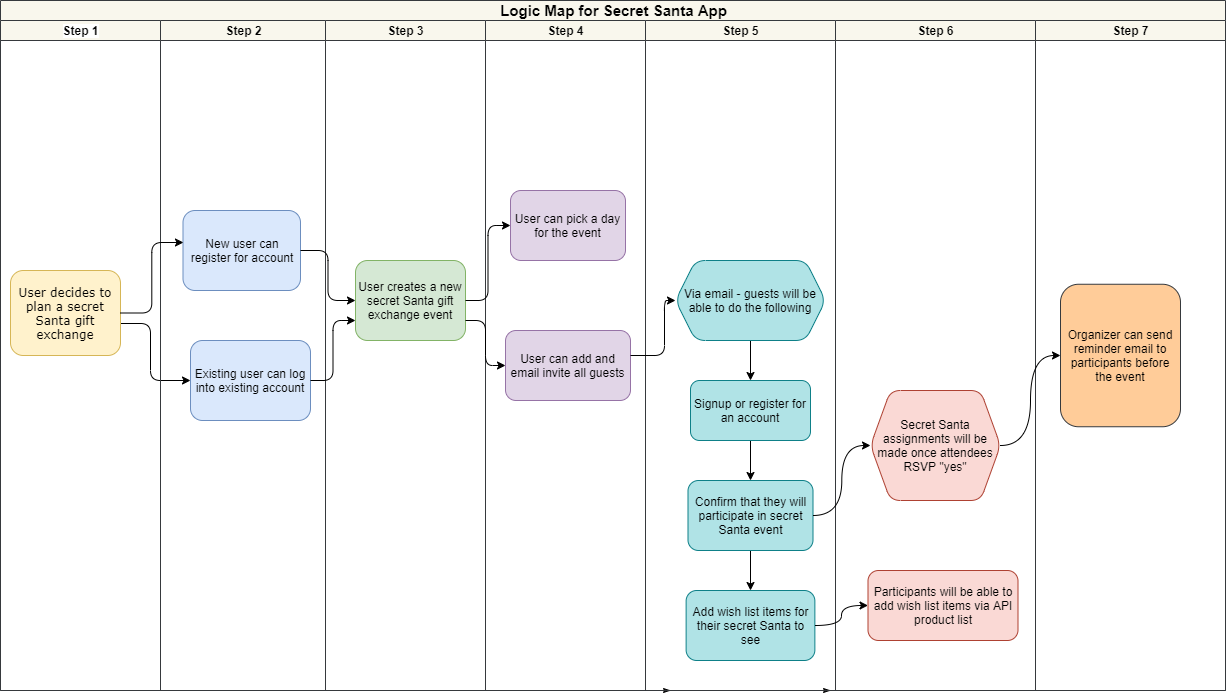 Logic Map for Secret Santa App
Step 1
Step 2
Step 3
Step 4
Step 5
Step 6
Step 7
User decides to
plan a secret
Santa gift
exchange
New user can
register for account
Existing user can log
into existing account
User creates a new
secret Santa gift
exchange event
User can pick a day
for the event
User can add and
email invite all guests
Via email - guests will be
able to do the following
Signup or register for
an account
Confirm that they will
participate in secret
Santa event
Add wish list items for
their secret Santa to
see
Secret Santa
assignments will be
made once attendees
RSVP "yes"
Participants will be able to
add wish list items via API
product list
Organizer can send
reminder email to
participants before
the event